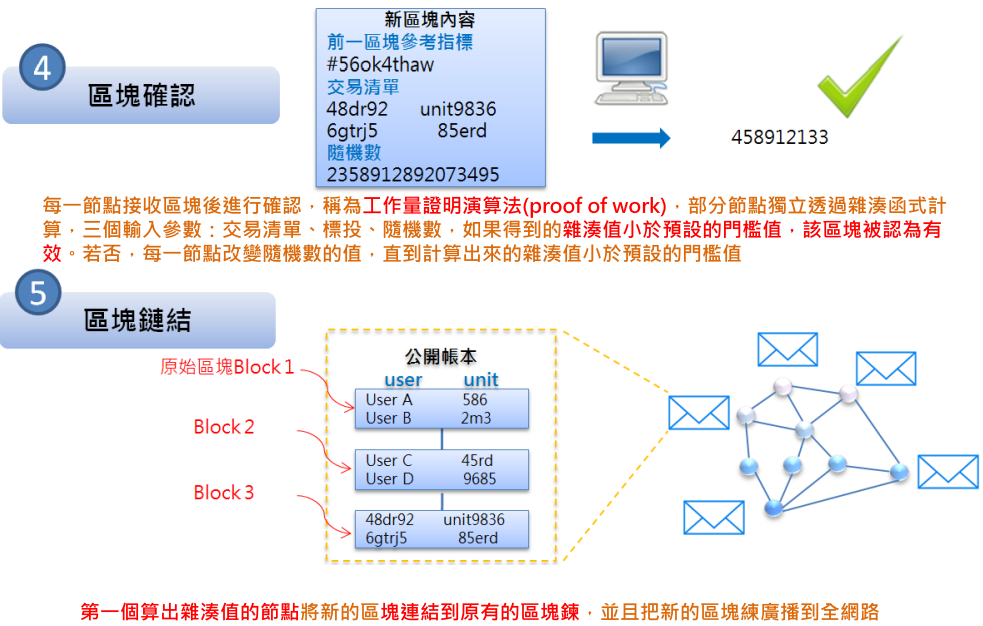 4
區塊確認
新區塊內容
前一區塊參考指標
#56ok4thaw
交易清單
48dr92 unit9836
6gtrj5 85erd
隨機數
2358912892073495
458912133
每一節點接收區塊後進行確認，稱為工作量證明演算法(proof of work)，部分節點獨立透過雜湊函式計
算，三個輸入參數：交易清單、標投、隨機數，如果得到的雜湊值小於預設的門檻值，該區塊被認為有
效。若否，每一節點改變隨機數的值，直到計算出來的雜湊值小於預設的門檻值
5
區塊鏈結
公開帳本
user unit
原始區塊Block 1
User A 586
User B 2m3
Block 2
User C 45rd
User D 9685
Block 3
48dr92 unit9836
6gtrj5 85erd
第一個算出雜湊值的節點將新的區塊連結到原有的區塊鍊，並且把新的區塊練廣播到全網路